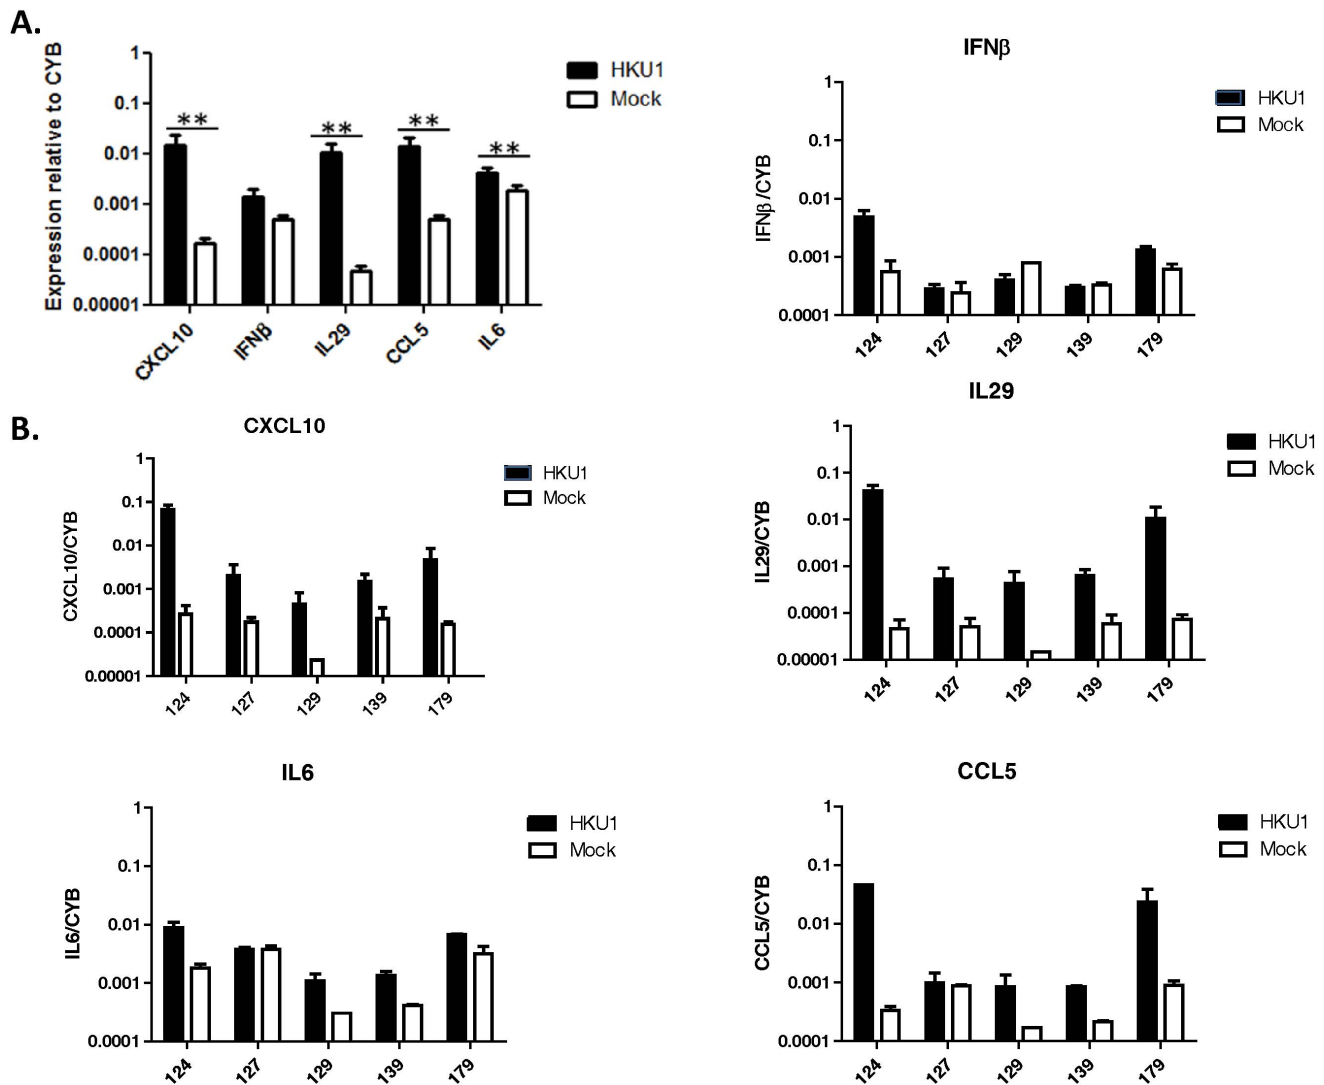 A.
Expression relative to CYB
1
0.1
0.01
0.001
0.0001
0.00001
**
**
**
**
HKU1
Mock
CXCL10
IFNβ
IL29
CCL5
IL6
IFNβ
IFNβ/CYB
1
0.1
0.01
0.001
0.0001
HKU1
Mock
124
127
129
139
179
B.
CXCL10
CXCL10/CYB
1
0.1
0.01
0.001
0.0001
0.00001
HKU1
Mock
124
127
129
139
179
IL29
IL29/CYB
1
0.1
0.01
0.001
0.0001
0.00001
HKU1
Mock
124
127
129
139
179
IL6
IL6/CYB
1
0.1
0.01
0.001
0.0001
HKU1
Mock
124
127
129
139
179
CCL5
CCL5/CYB
1
0.1
0.01
0.001
0.0001
HKU1
Mock
124
127
129
139
179